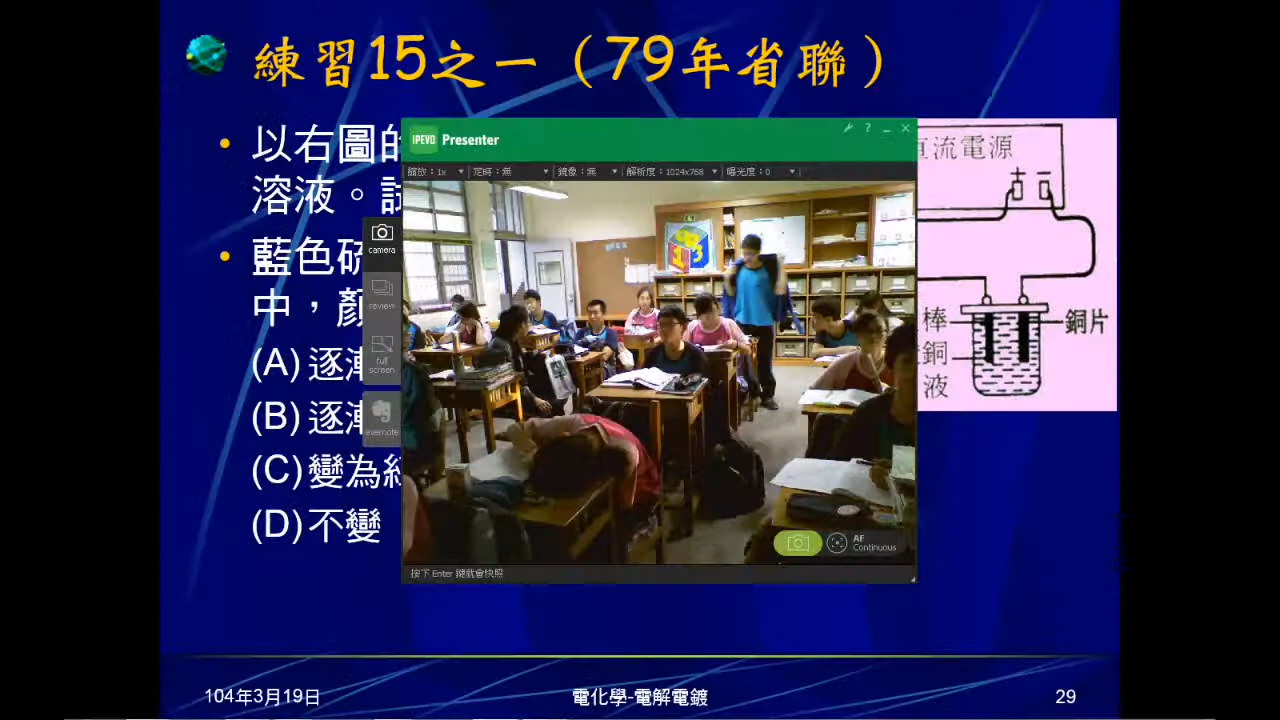 練習15之一（79年省聯）
• 以右圖的
溶液。試
• 藍色硫
中，顏
(A) 逐漸
(B) 逐漸
(C) 變為紅
(D) 不變
IPEVO Presenter
縮放：1x 定時：無 鏡像：無 解析度：1024x768 曝光度：0
camera
review
full
screen
evernote
AF
Continuous
按下 Enter 鍵就會快照
直流電源
+ −
棒
銅片
銅
液
104年3月19日
電化學-電解電鍍
29